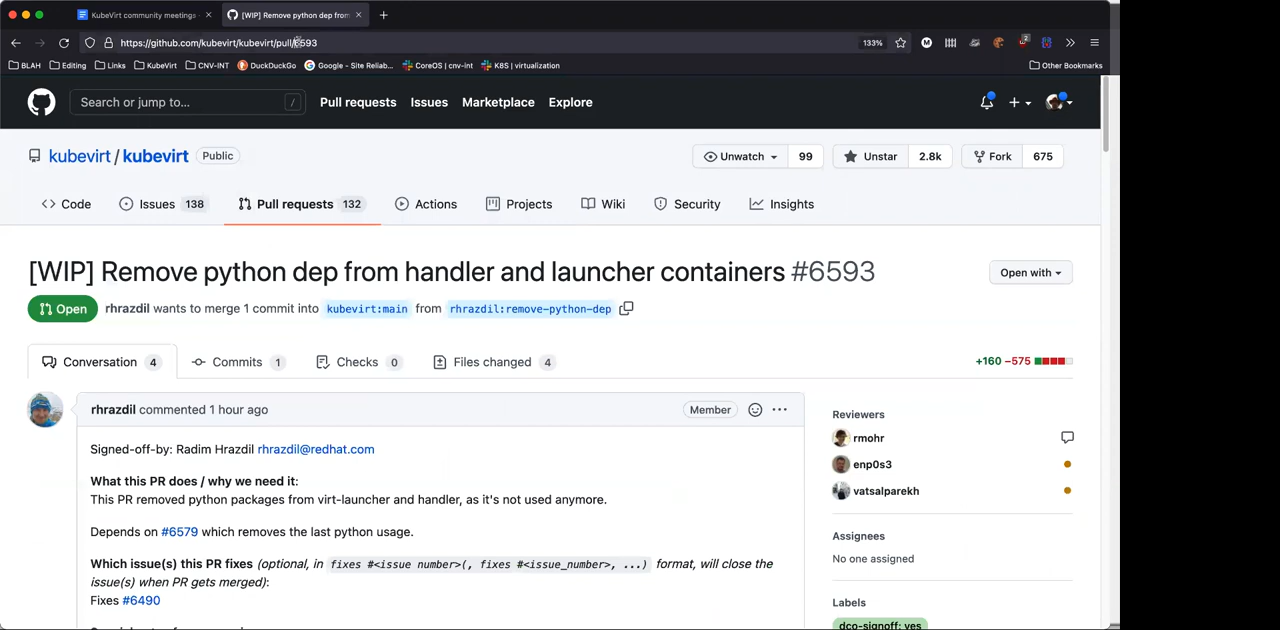 KubeVirt community meetings -
[WIP] Remove python dep from
https://github.com/kubevirt/kubevirt/pull/6593
133%
2
BLAH
Editing
Links
KubeVirt
CNV-INT
DuckDuckGo
Google - Site Reliab...
CoreOS | cnv-int
K8S | virtualization
Other Bookmarks
Search or jump to...
/
Pull requests
Issues
Marketplace
Explore
kubevirt / kubevirt
Public
Unwatch
99
Unstar
2.8k
Fork
675
Code
Issues 138
Pull requests 132
Actions
Projects
Wiki
Security
Insights
[WIP] Remove python dep from handler and launcher containers #6593
Open with
Open
rhrazdil wants to merge 1 commit into kubevirt:main from rhrazdil:remove-python-dep
Conversation 4
Commits 1
Checks 0
Files changed 4
+160 −575
rhrazdil commented 1 hour ago
Member
Signed-off-by: Radim Hrazdil rhrazdil@redhat.com
What this PR does / why we need it:
This PR removed python packages from virt-launcher and handler, as it's not used anymore.
Depends on #6579 which removes the last python usage.
Which issue(s) this PR fixes (optional, in fixes #<issue number>(, fixes #<issue_number>, ...) format, will close the
issue(s) when PR gets merged):
Fixes #6490
Reviewers
rmohr
enp0s3
vatsalparekh
Assignees
No one assigned
Labels
dco-signoff: yes